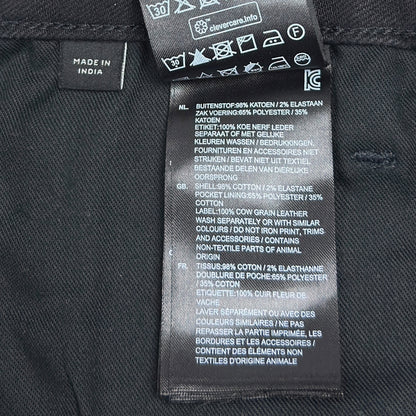 30
clevercare.info
30 F
MADE IN
INDIA
NL. BUITENSTOF:98% KATOEN / 2% ELASTAAN
ZAK VOERING:65% POLYESTER / 35%
KATOEN
ETIKET:100% KOE NERF LEDER
SEPARAAT OF MET GELIJKE
KLEUREN WASSEN / BEDRUKKINGEN,
FOURNITUREN EN ACCESSOIRES NIET
STRIJKEN / BEVAT NIET UIT TEXTIEL
BESTAANDE DELEN VAN DIERLIJKE
OORSPRONG
GB. SHELL:98% COTTON / 2% ELASTANE
POCKET LINING:65% POLYESTER / 35%
COTTON
LABEL:100% COW GRAIN LEATHER
WASH SEPARATELY OR WITH SIMILAR
COLOURS / DO NOT IRON PRINT, TRIMS
AND ACCESSORIES / CONTAINS
NON-TEXTILE PARTS OF ANIMAL
ORIGIN
FR. TISSUS:98% COTON / 2% ELASTHANNE
DOUBLURE DE POCHE:65% POLYESTER
/ 35% COTON
ETIQUETTE:100% CUIR FLEUR DE
VACHE
LAVER SÉPARÉMENT OU AVEC DES
COULEURS SIMILAIRES / NE PAS
REPASSER LA PARTIE IMPRIMÉE, LES
BORDURES ET LES ACCESSOIRES /
CONTIENT DES ÉLÉMENTS NON
TEXTILES D'ORIGINE ANIMALE